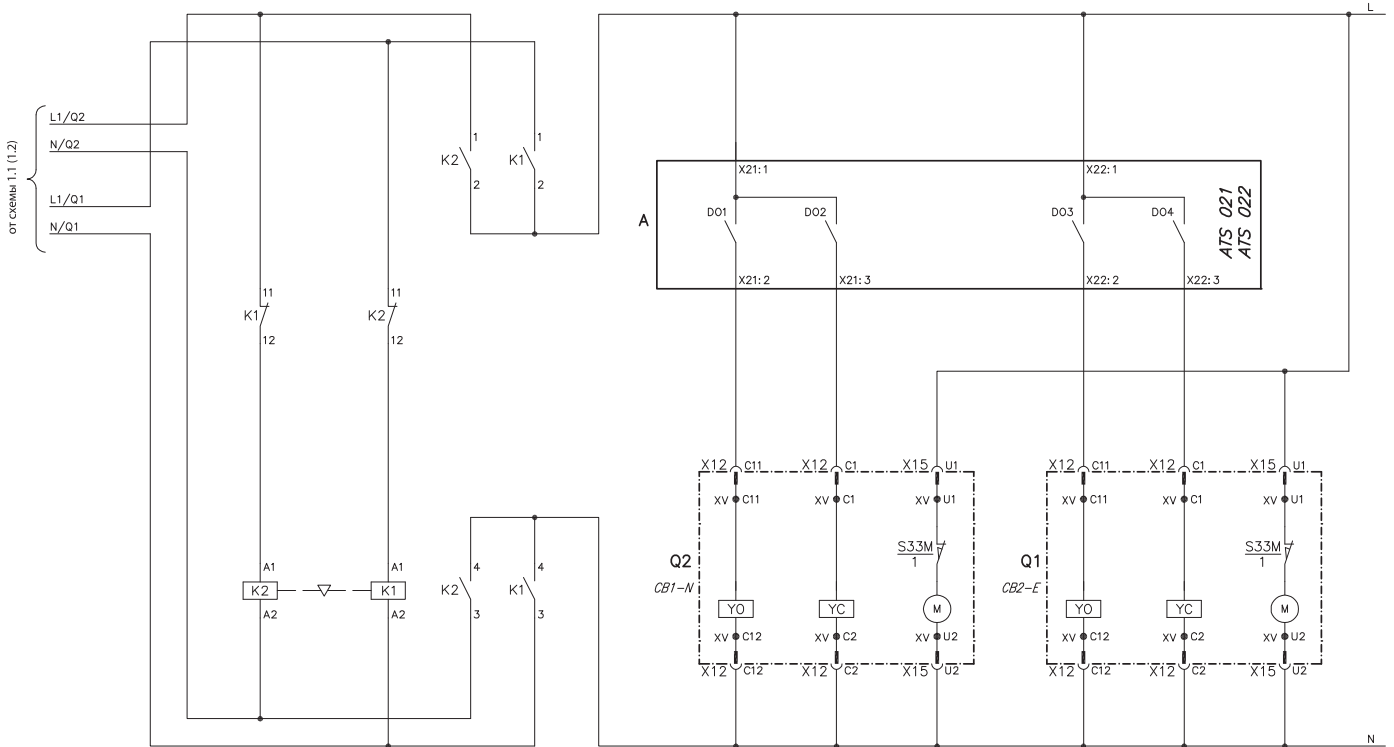 L
L1/Q2
N/Q2
L1/Q1
N/Q1
от схемы 1.1 (1.2)
1
1
K2
K1
2
2
X21:1
X22:1
A
DO1
DO2
DO3
DO4
ATS 021
ATS 022
X21:2
X21:3
X22:2
X22:3
11
11
K1
K2
12
12
X12
C11
X12
C1
X15
U1
X12
C11
X12
C1
X15
U1
XV
C11
XV
C1
XV
U1
XV
C11
XV
C1
XV
U1
S33M
1
S33M
1
Q2
CB1-N
Q1
CB2-E
A1
A1
4
4
K2
K1
K2
K1
A2
A2
3
3
YO
YC
M
YO
YC
M
XV
C12
XV
C2
XV
U2
XV
C12
XV
C2
XV
U2
X12
C12
X12
C2
X15
U2
X12
C12
X12
C2
X15
U2
N